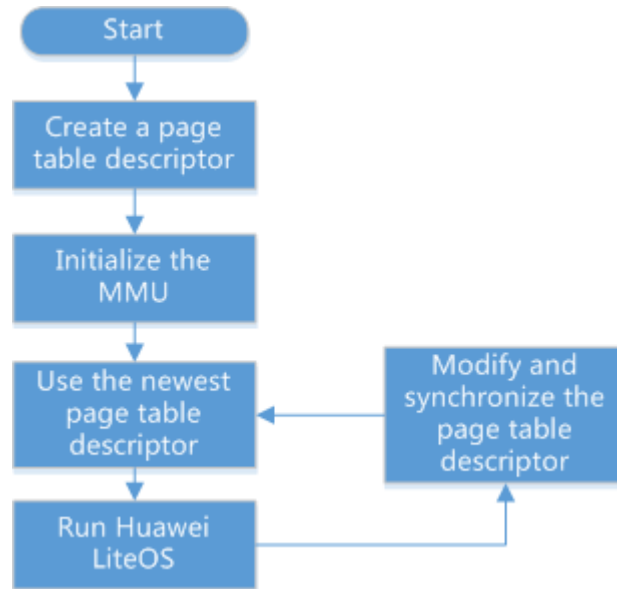 Start
Create a page
table descriptor
Initialize the
MMU
Use the newest
page table
descriptor
Modify and
synchronize the
page table
descriptor
Run Huawei
LiteOS